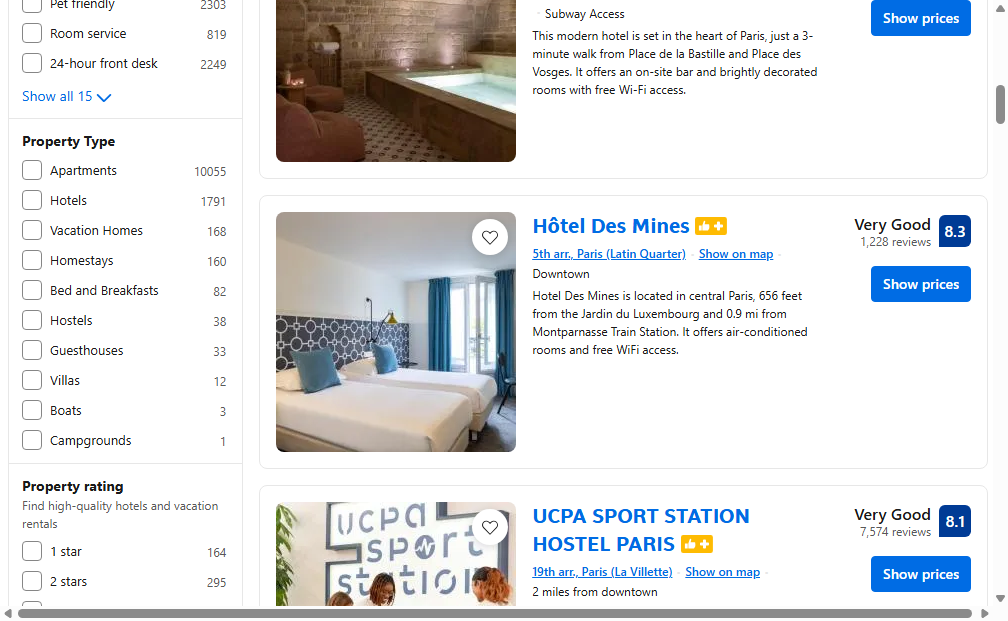 Pet friendly 2303
Room service 819
24-hour front desk 2249
Show all 15
Property Type
Apartments 10055
Hotels 1791
Vacation Homes 168
Homestays 160
Bed and Breakfasts 82
Hostels 38
Guesthouses 33
Villas 12
Boats 3
Campgrounds 1
Property rating
Find high-quality hotels and vacation
rentals
1 star 164
2 stars 295
Subway Access
This modern hotel is set in the heart of Paris, just a 3-
minute walk from Place de la Bastille and Place des
Vosges. It offers an on-site bar and brightly decorated
rooms with free Wi-Fi access.
Show prices
Hôtel Des Mines
5th arr., Paris (Latin Quarter) · Show on map ·
Downtown
Hotel Des Mines is located in central Paris, 656 feet
from the Jardin du Luxembourg and 0.9 mi from
Montparnasse Train Station. It offers air-conditioned
rooms and free WiFi access.
Very Good 8.3
1,228 reviews
Show prices
ucpa
sport
station
UCPA SPORT STATION
HOSTEL PARIS
19th arr., Paris (La Villette) · Show on map ·
2 miles from downtown
Very Good 8.1
7,574 reviews
Show prices